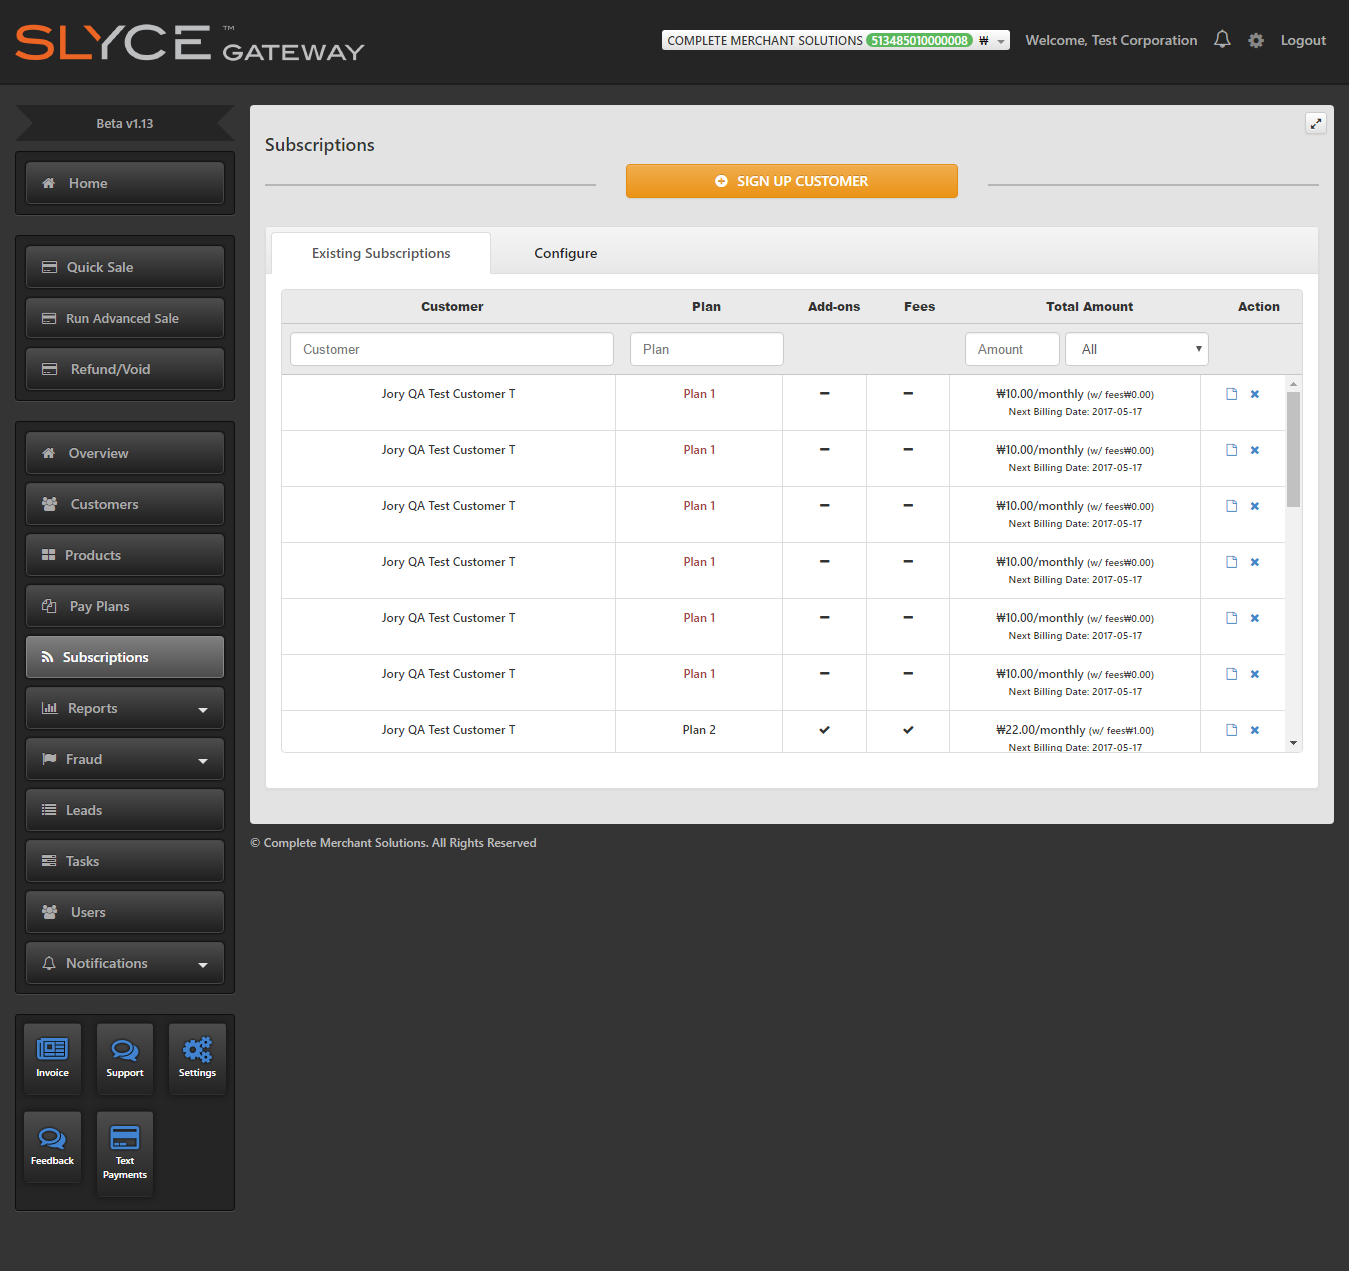 SLYCE ™ GATEWAY
COMPLETE MERCHANT SOLUTIONS 513485010000008 ₩
Welcome, Test Corporation
Logout
Beta v1.13
Home
Quick Sale
Run Advanced Sale
Refund/Void
Overview
Customers
Products
Pay Plans
Subscriptions
Reports
Fraud
Leads
Tasks
Users
Notifications
Invoice
Support
Settings
Feedback
Text
Payments
Subscriptions
SIGN UP CUSTOMER
Existing Subscriptions
Configure
Customer Plan Add-ons Fees Total Amount Action
Customer Plan Amount All
Jory QA Test Customer T Plan 1 ₩10.00/monthly (w/ fees₩0.00)
Next Billing Date: 2017-05-17
Jory QA Test Customer T Plan 1 ₩10.00/monthly (w/ fees₩0.00)
Next Billing Date: 2017-05-17
Jory QA Test Customer T Plan 1 ₩10.00/monthly (w/ fees₩0.00)
Next Billing Date: 2017-05-17
Jory QA Test Customer T Plan 1 ₩10.00/monthly (w/ fees₩0.00)
Next Billing Date: 2017-05-17
Jory QA Test Customer T Plan 1 ₩10.00/monthly (w/ fees₩0.00)
Next Billing Date: 2017-05-17
Jory QA Test Customer T Plan 1 ₩10.00/monthly (w/ fees₩0.00)
Next Billing Date: 2017-05-17
Jory QA Test Customer T Plan 2 ₩22.00/monthly (w/ fees₩1.00)
Next Billing Date: 2017-05-17
© Complete Merchant Solutions. All Rights Reserved